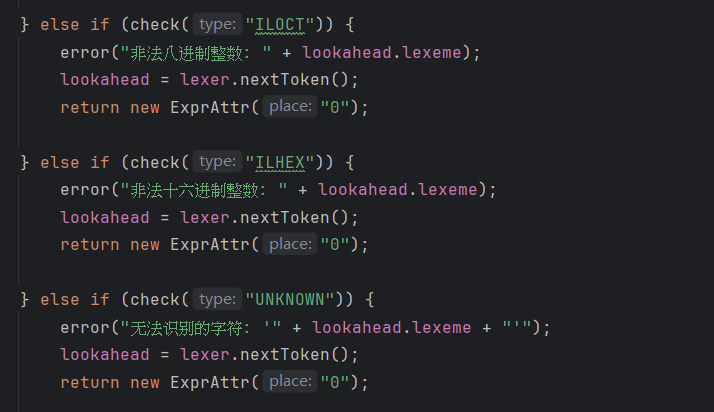 } else if (check( type: "ILOCT")) {
error("非法八进制整数: " + lookahead.lexeme);
lookahead = lexer.nextToken();
return new ExprAttr( place: "0");
} else if (check( type: "ILHEX")) {
error("非法十六进制整数: " + lookahead.lexeme);
lookahead = lexer.nextToken();
return new ExprAttr( place: "0");
} else if (check( type: "UNKNOWN")) {
error("无法识别的字符: '" + lookahead.lexeme + "'");
lookahead = lexer.nextToken();
return new ExprAttr( place: "0");